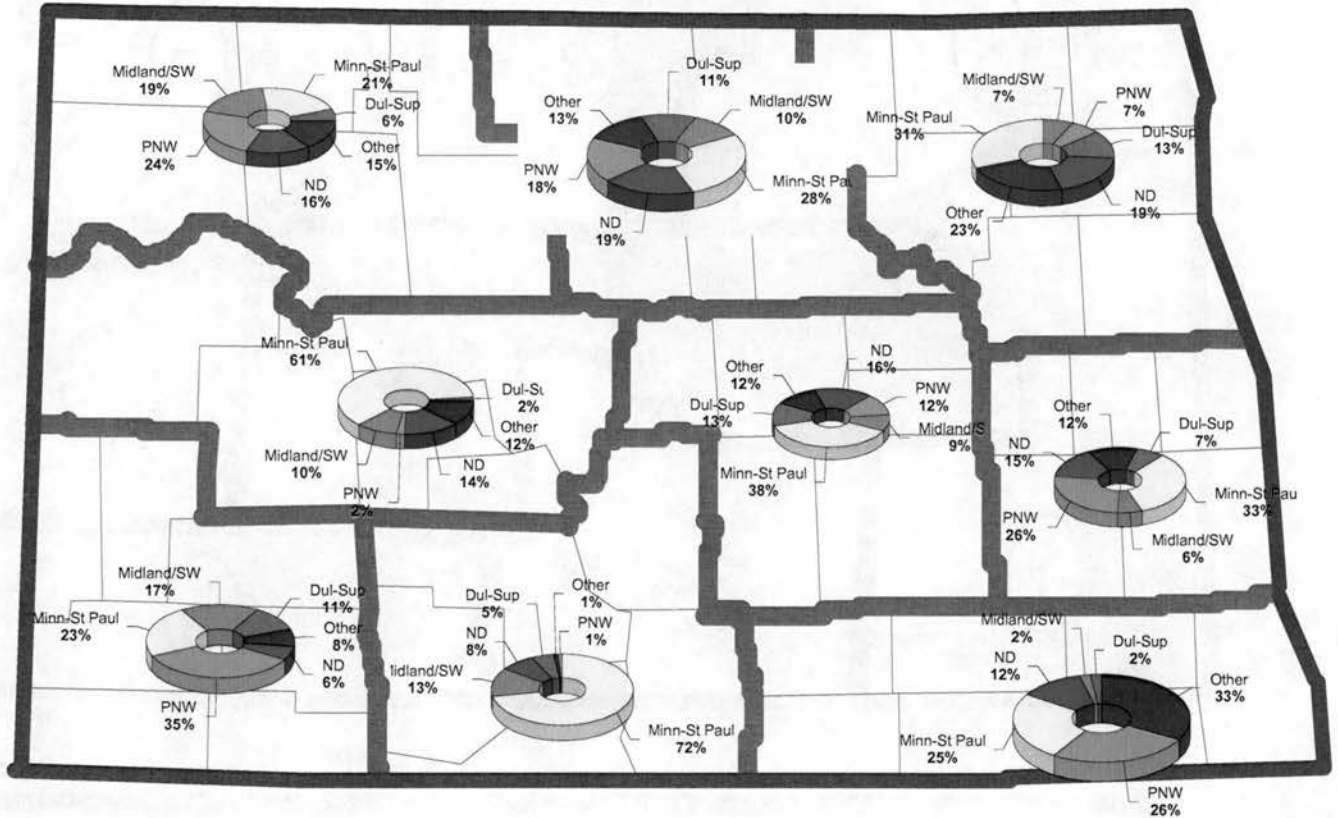 Midland/SW
19%
Minn-St Paul
21%
Dul-Sup
6%
Other
15%
ND
16%
PNW
24%
Dul-Sup
11%
Midland/SW
10%
Minn-St Pau
28%
ND
19%
PNW
18%
Other
13%
Midland/SW
7%
PNW
7%
Dul-Sup
13%
ND
19%
Other
23%
Minn-St Paul
31%
Minn-St Paul
61%
Dul-Su
2%
Other
12%
ND
14%
PNW
2%
Midland/SW
10%
Other
12%
ND
16%
PNW
12%
Midland/S
9%
Minn-St Paul
38%
Dul-Sup
13%
Other
12%
Dul-Sup
7%
Minn-St Pau
33%
Midland/SW
6%
PNW
26%
ND
15%
Midland/SW
17%
Dul-Sup
11%
Other
8%
ND
6%
PNW
35%
Minn-St Paul
23%
Dul-Sup
5%
Other
1%
PNW
1%
Minn-St Paul
72%
Midland/SW
13%
ND
8%
Midland/SW
2%
Dul-Sup
2%
Other
33%
PNW
26%
Minn-St Paul
25%
ND
12%